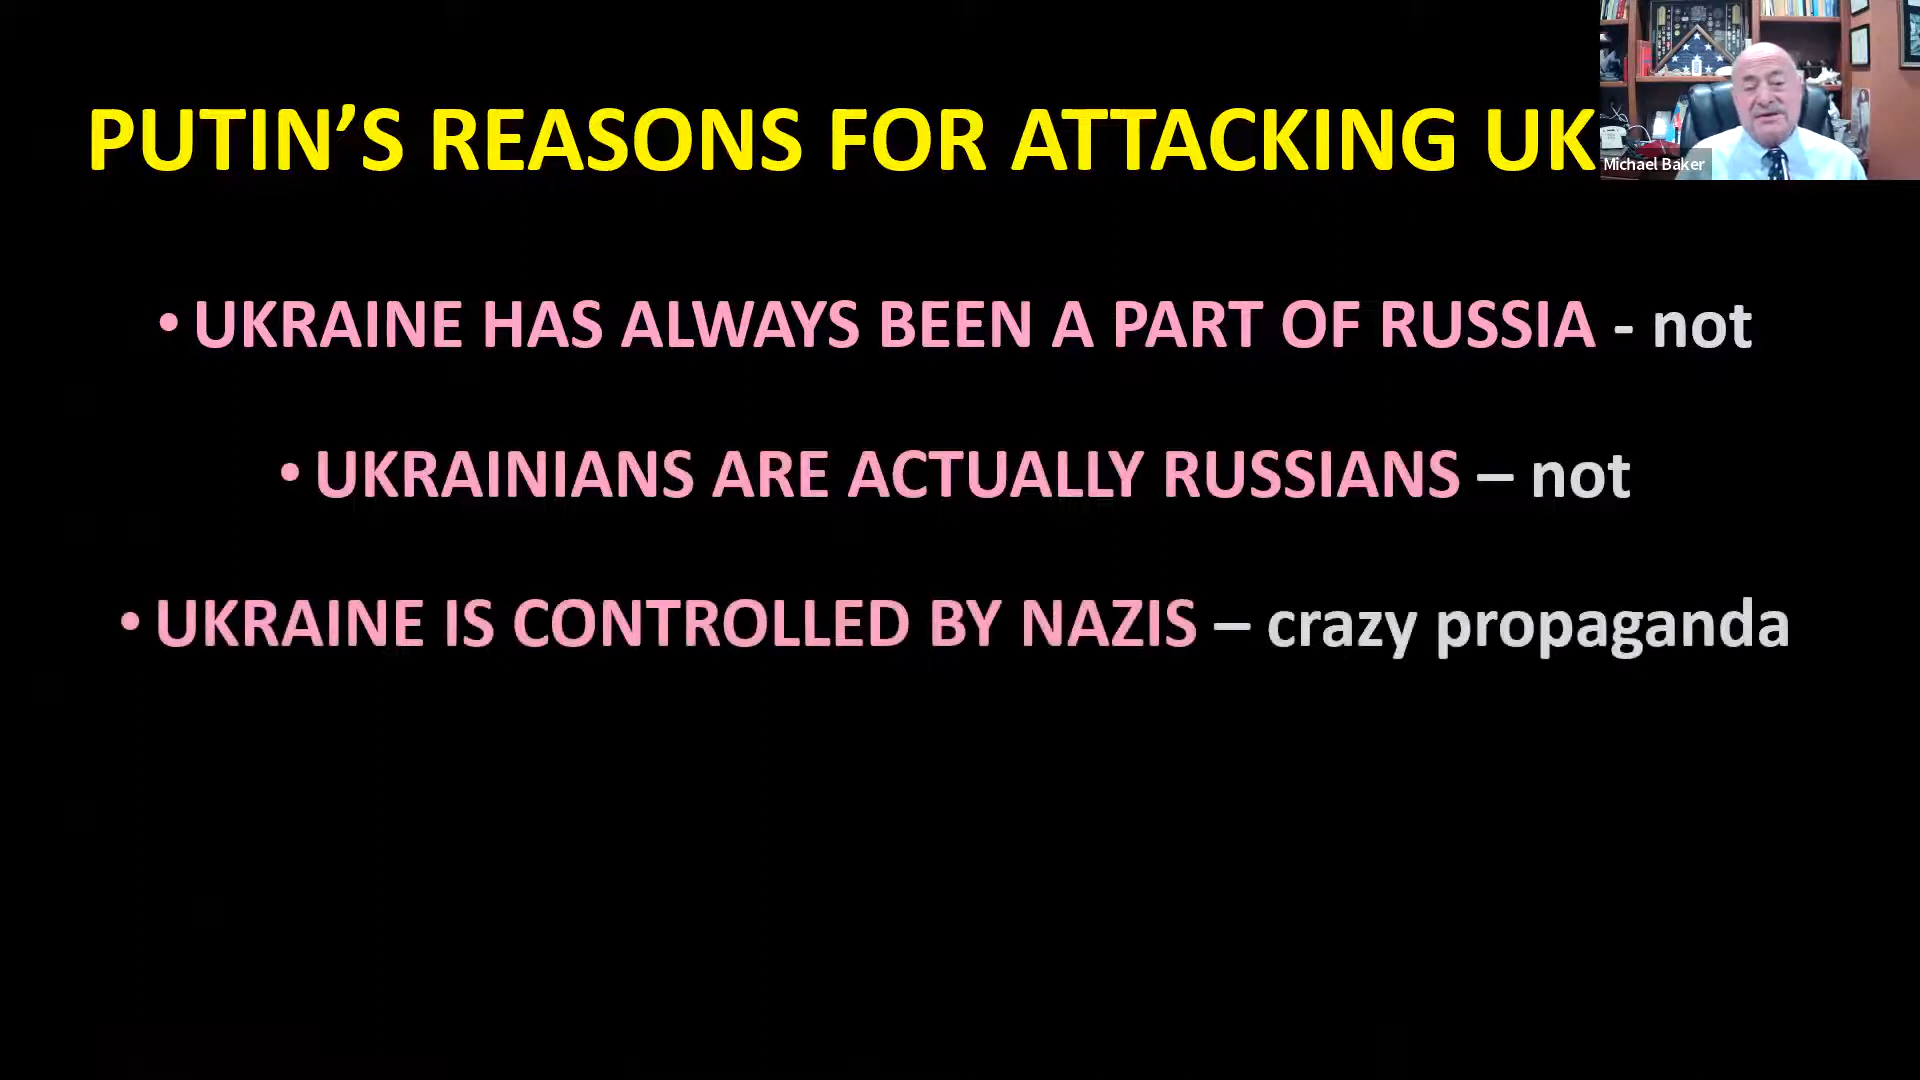 PUTIN’S REASONS FOR ATTACKING UK
Michael Baker
• UKRAINE HAS ALWAYS BEEN A PART OF RUSSIA - not
• UKRAINIANS ARE ACTUALLY RUSSIANS – not
• UKRAINE IS CONTROLLED BY NAZIS – crazy propaganda